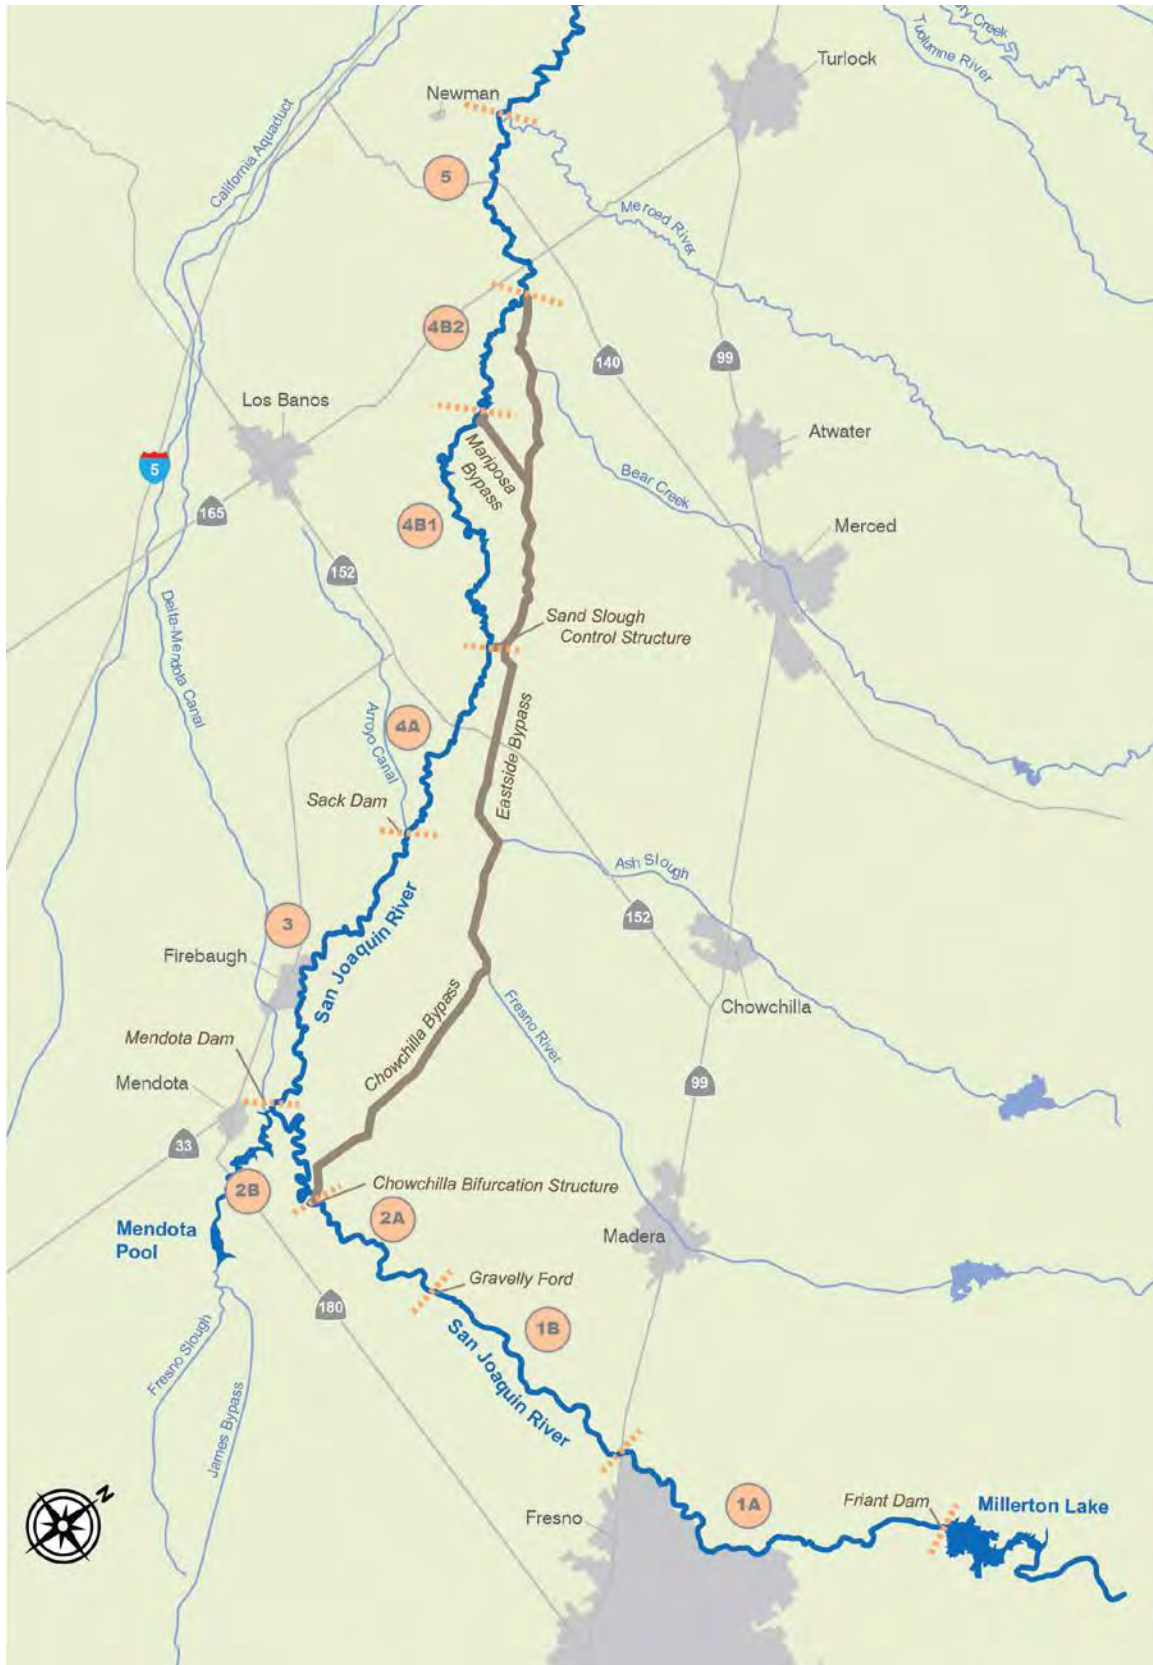 ry Creek
Tuolumne River
Turlock
Newman
California Aquaduct
5
Merced River
4B2
140
99
Los Banos
Atwater
5
Mariposa
Bypass
Bear Creek
165
4B1
Merced
152
Delta-Mendota Canal
Sand Slough
Control Structure
4A
Arroyo Canal
Eastside Bypass
Sack Dam
Ash Slough
3
San Joaquin River
152
Firebaugh
Fresno River
Chowchilla
Chowchilla Bypass
Mendota Dam
Mendota
99
33
Chowchilla Bifurcation Structure
2B
2A
Mendota
Pool
Madera
Gravelly Ford
180
1B
San Joaquin River
Fresno Slough
James Bypass
N
1A
Friant Dam
Millerton Lake
Fresno